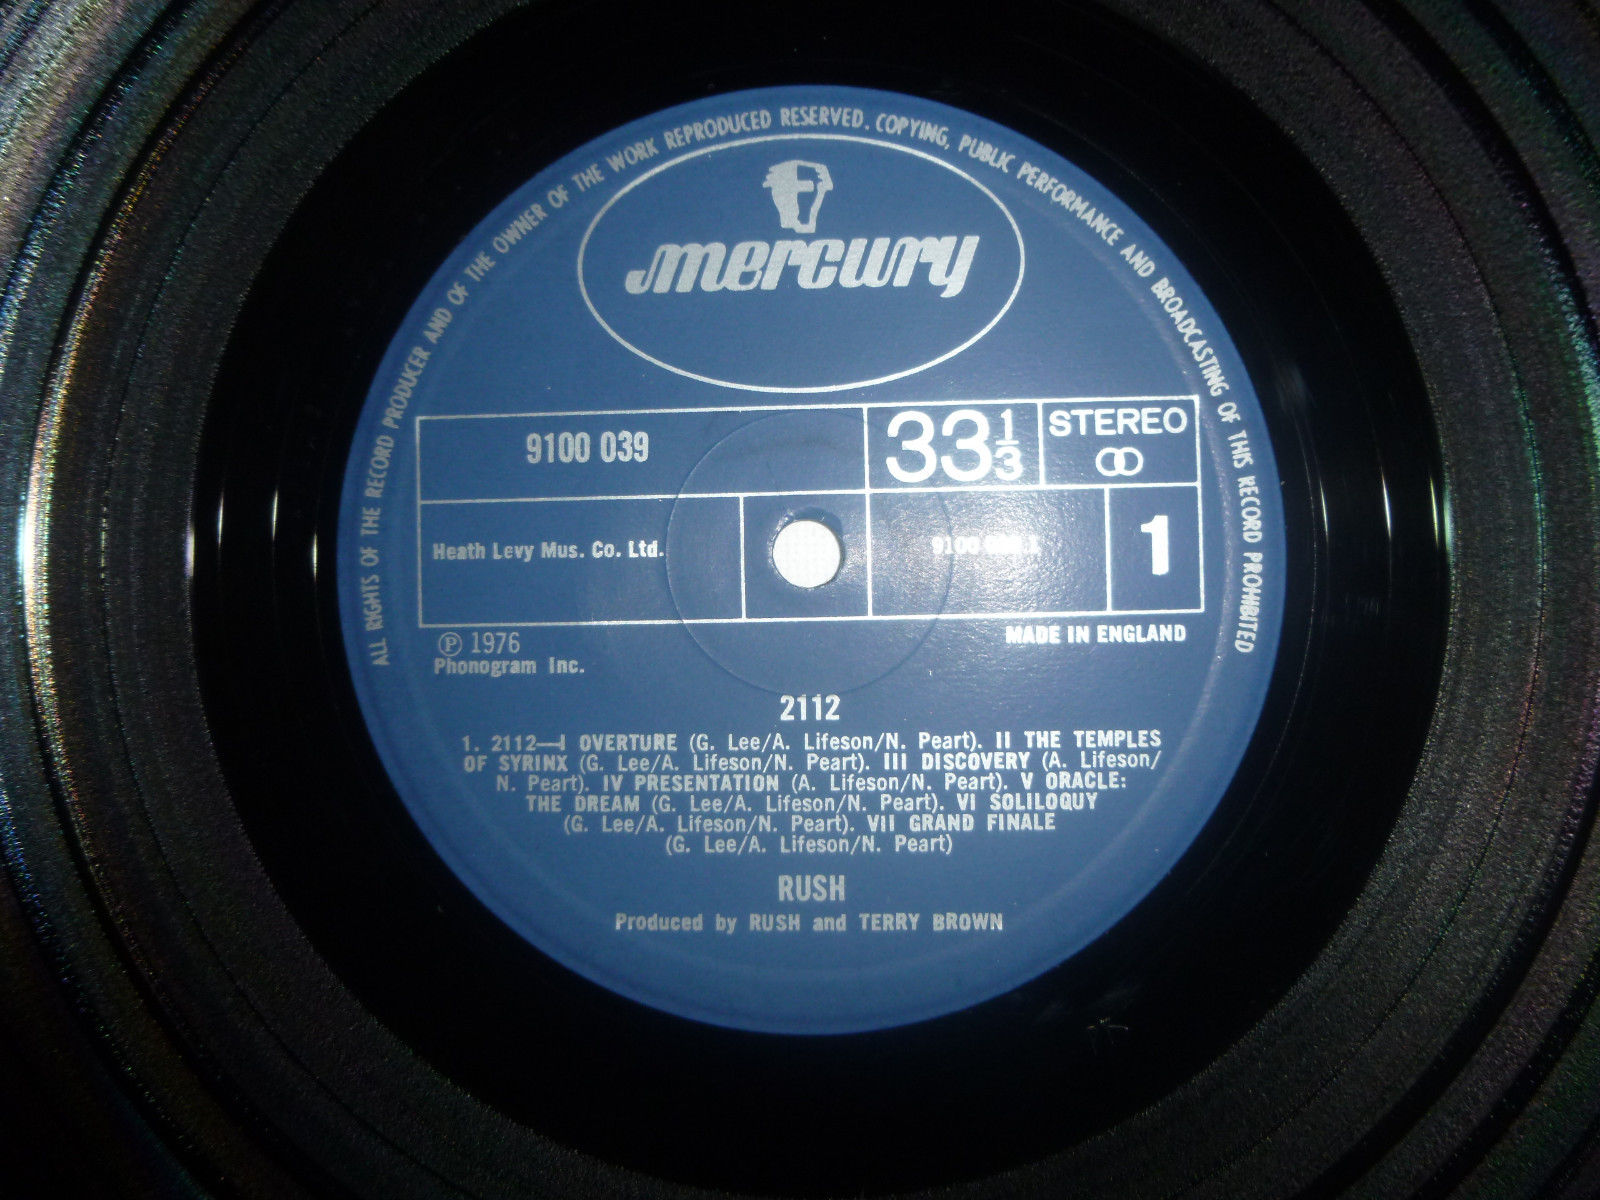 ALL RIGHTS OF THE RECORD PRODUCER AND OF THE OWNER OF THE WORK REPRODUCED RESERVED. COPYING, PUBLIC PERFORMANCE AND BROADCASTING OF THIS RECORD PROHIBITED
mercury
9100 039
33 1/3
STEREO
Heath Levy Mus. Co. Ltd.
1
Ⓟ 1976
Phonogram Inc.
MADE IN ENGLAND
2112
1. 2112—I OVERTURE (G. Lee/A. Lifeson/N. Peart). II THE TEMPLES
OF SYRINX (G. Lee/A. Lifeson/N. Peart). III DISCOVERY (A. Lifeson/
N. Peart). IV PRESENTATION (A. Lifeson/N. Peart). V ORACLE:
THE DREAM (G. Lee/A. Lifeson/N. Peart). VI SOLILOQUY
(G. Lee/A. Lifeson/N. Peart). VII GRAND FINALE
(G. Lee/A. Lifeson/N. Peart)
RUSH
Produced by RUSH and TERRY BROWN